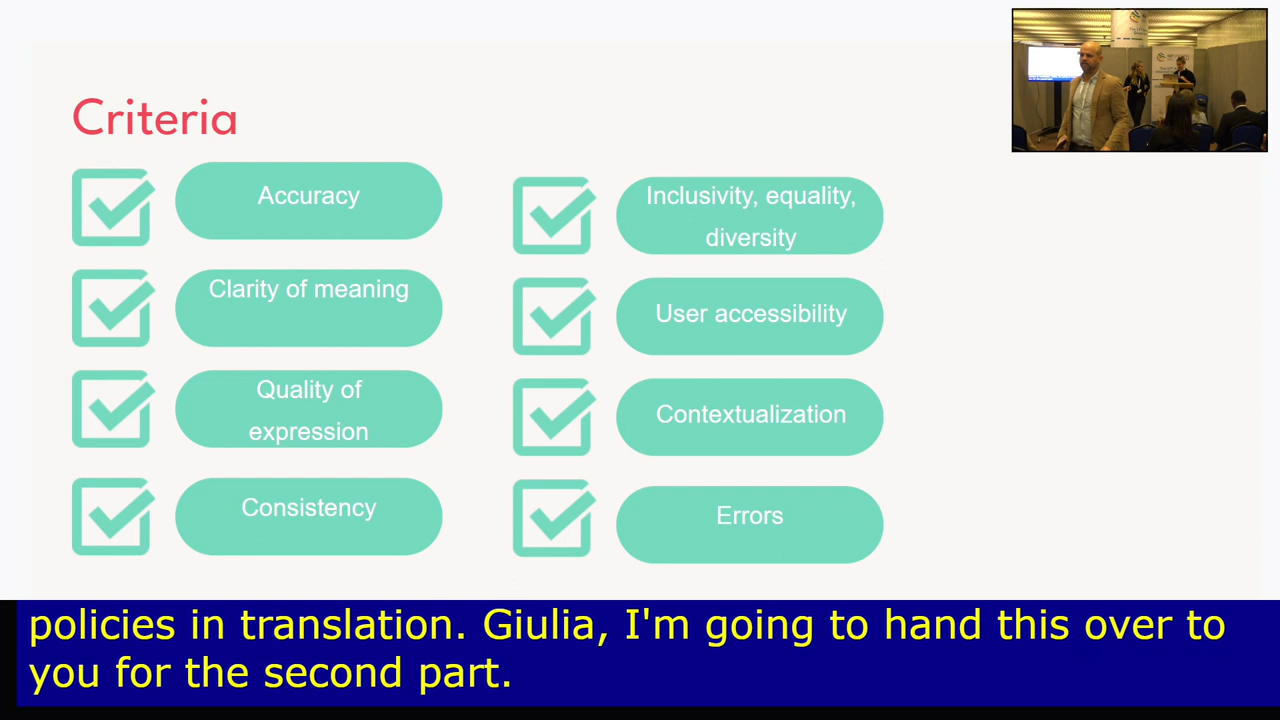 Criteria
Accuracy
Clarity of meaning
Quality of
expression
Consistency
Inclusivity, equality,
diversity
User accessibility
Contextualization
Errors
policies in translation. Giulia, I'm going to hand this over to
you for the second part.